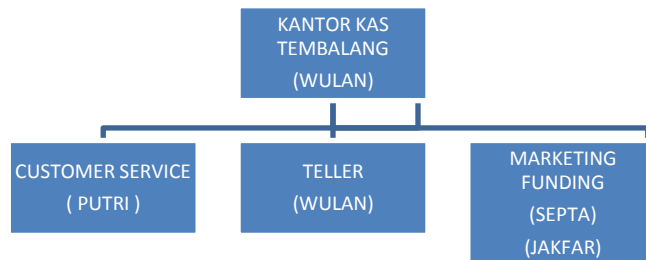 KANTOR KAS
TEMBALANG
(WULAN)
CUSTOMER SERVICE
( PUTRI )
TELLER
(WULAN)
MARKETING
FUNDING
(SEPTA)
(JAKFAR)